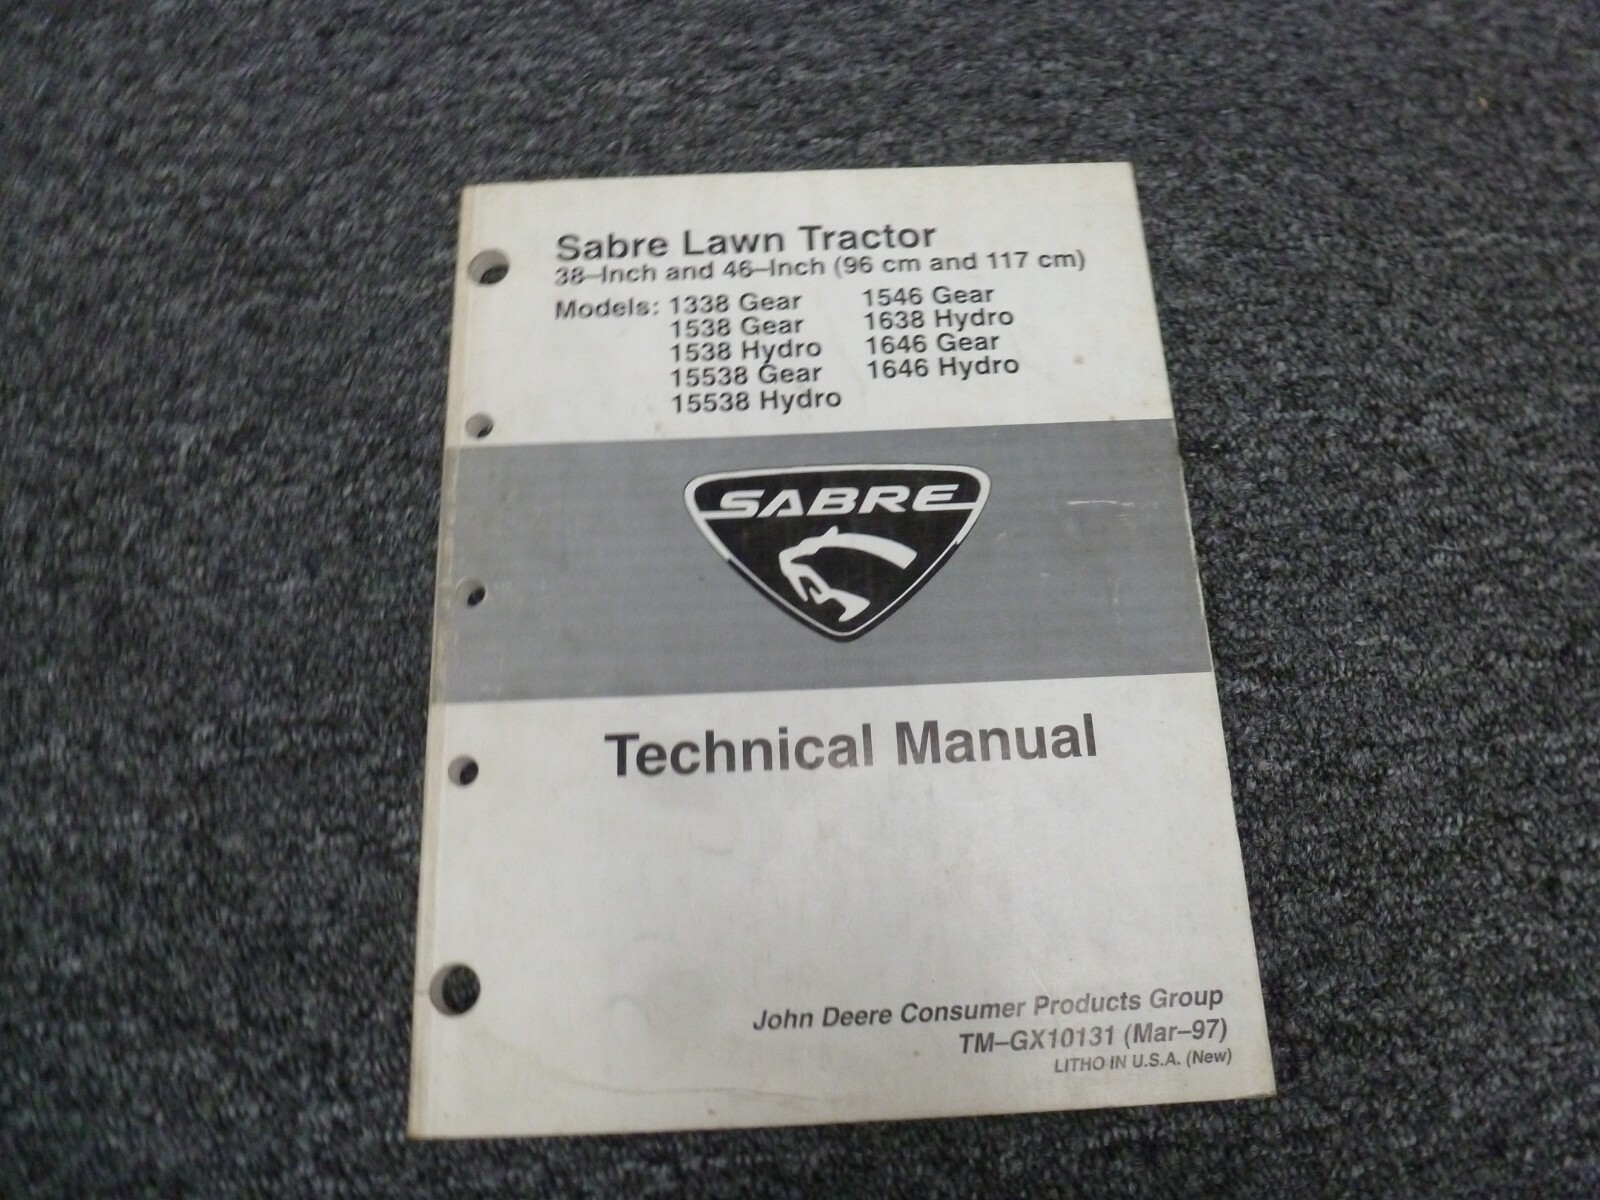 Sabre Lawn Tractor
38–Inch and 46–Inch (96 cm and 117 cm)
Models: 1338 Gear
1538 Gear
1538 Hydro
15538 Gear
15538 Hydro
1546 Gear
1638 Hydro
1646 Gear
1646 Hydro
SABRE
Technical Manual
John Deere Consumer Products Group
TM–GX10131 (Mar–97)
LITHO IN U.S.A. (New)